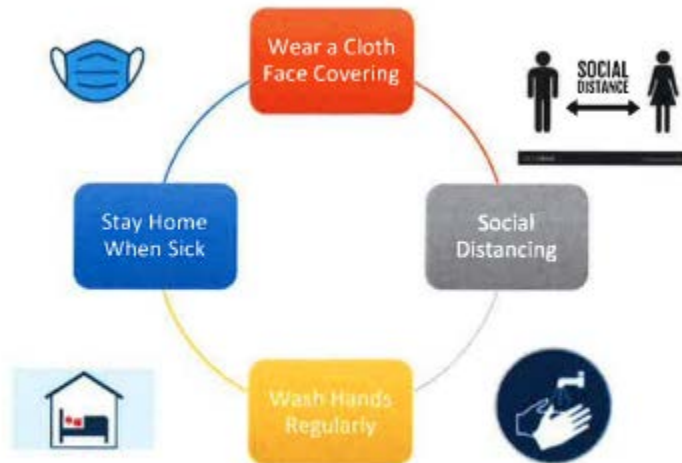 Wear a Cloth
Face Covering
SOCIAL
DISTANCE
Stay Home
When Sick
Social
Distancing
Wash Hands
Regularly